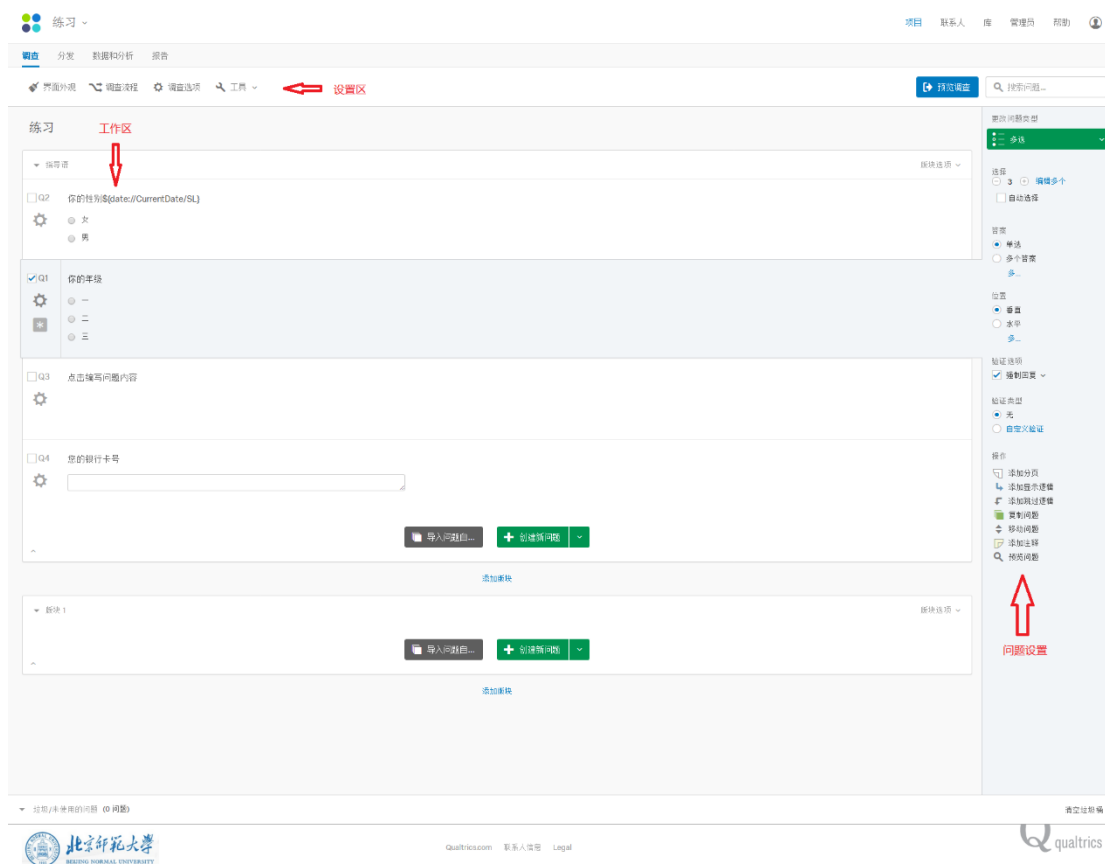 练习
项目 联系人 库 管理员 帮助
调查 分发 数据和分析 报告
界面外观 调查流程 调查选项 工具 设置区
预览调查 搜索问题...
练习 工作区
更改问题类型
多选
指导语 版块选项
选择
3 编辑多个
自动选择
Q2 你的性别${date://CurrentDate/SL}
女
男
答案
单选
多个答案
多...
Q1 你的年级
一
二
三
位置
垂直
水平
多...
验证选项
强制回复
Q3 点击编写问题内容
验证类型
无
自定义验证
Q4 您的银行卡号
操作
添加分页
添加显示逻辑
添加跳过逻辑
复制问题
移动问题
添加注释
预览问题
导入问题自... 创建新问题
添加版块
版块 1 版块选项
导入问题自... 创建新问题
问题设置
添加版块
垃圾/未使用的问题 (0 问题) 清空垃圾桶
北京师范大学
BEIJING NORMAL UNIVERSITY
Qualtrics.com 联系人信息 Legal
qualtrics